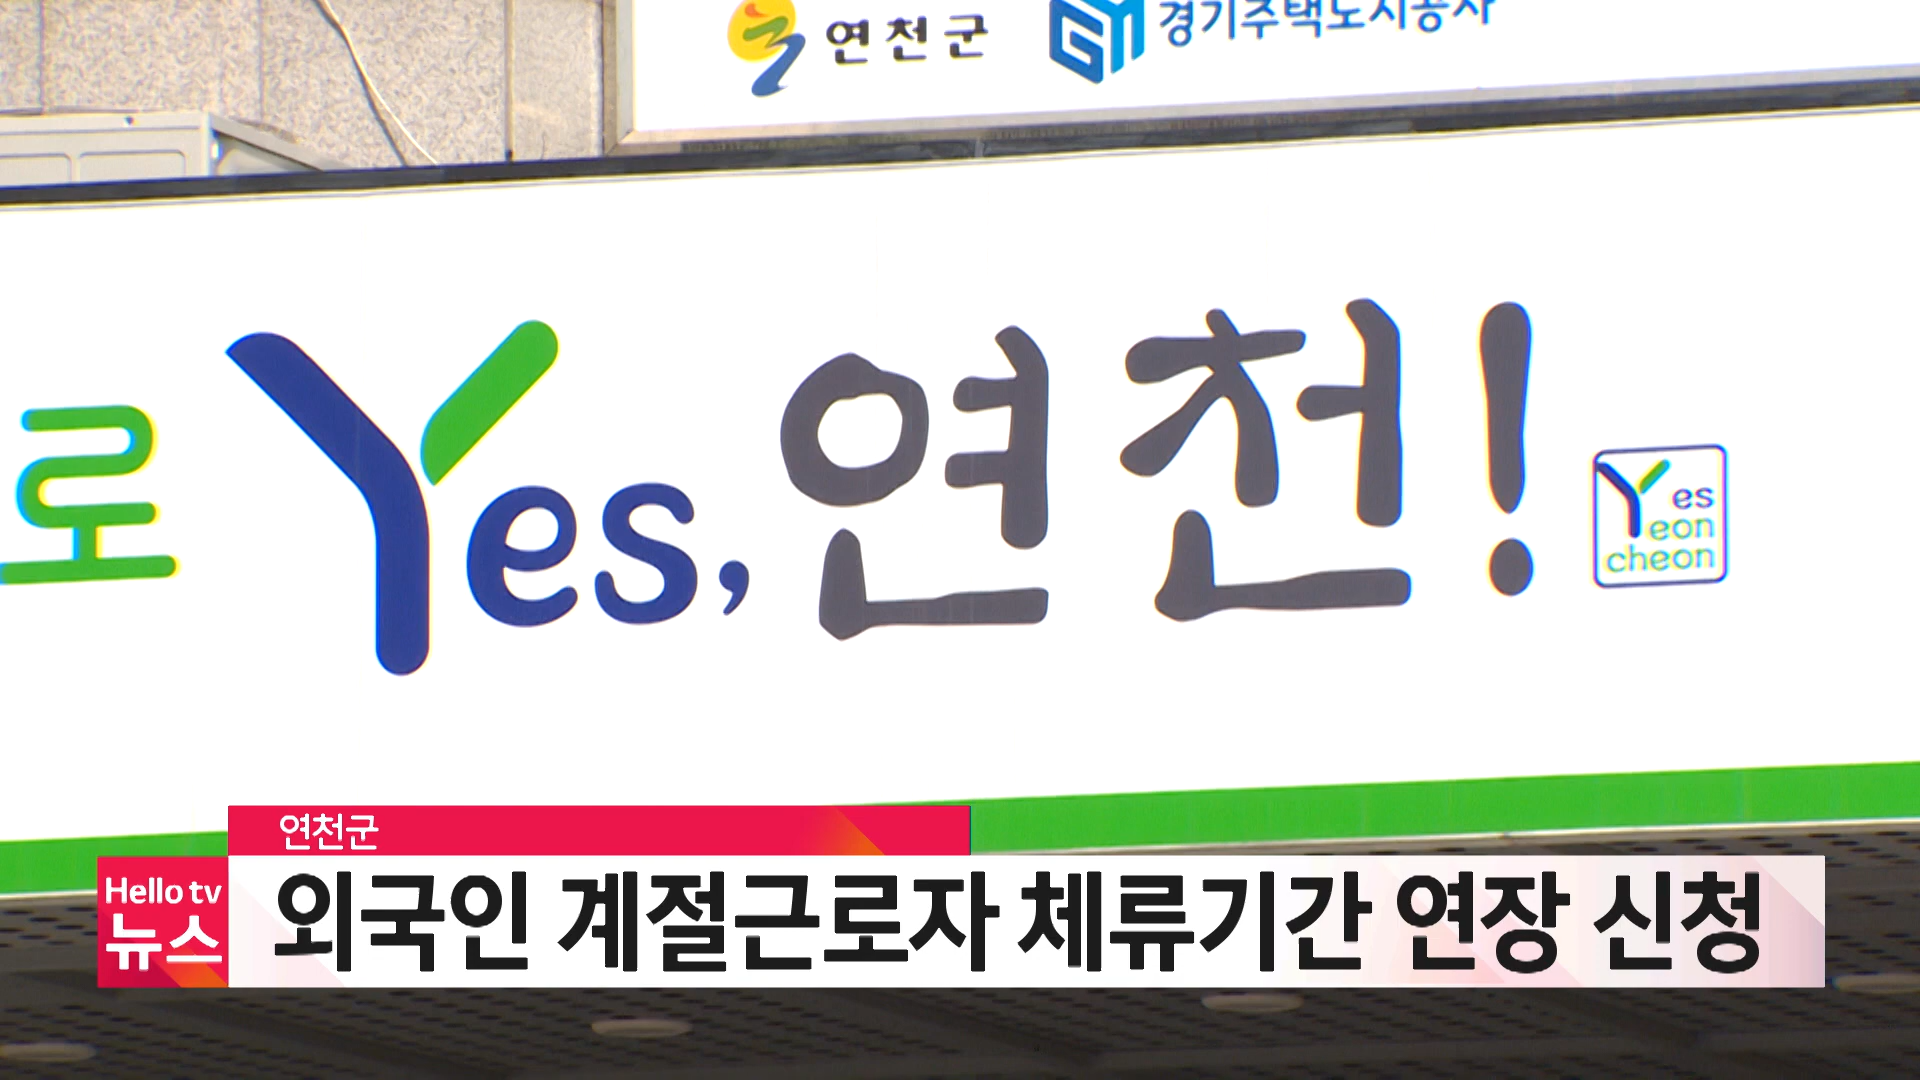 연천군
경기주택도시공사
로 Yes, 연천!
Yes
eon
cheon
연천군
Hello tv
뉴스
외국인 계절근로자 체류기간 연장 신청